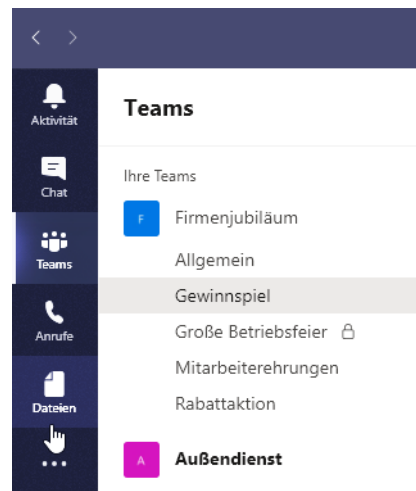 Aktivität
Chat
Teams
Anrufe
Dateien
Teams
Ihre Teams
F Firmenjubiläum
Allgemein
Gewinnspiel
Große Betriebsfeier
Mitarbeiterehrungen
Rabattaktion
A Außendienst